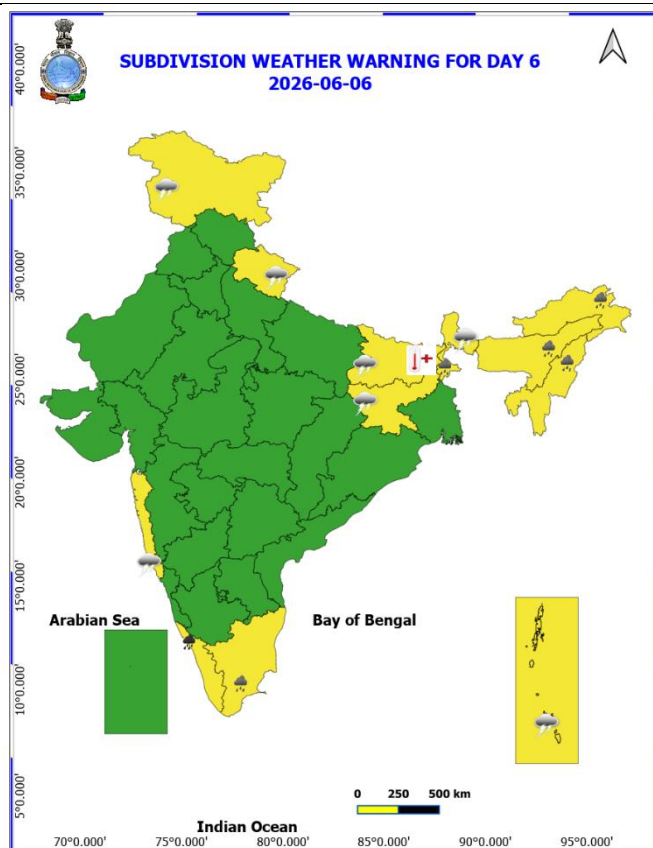 SUBDIVISION WEATHER WARNING FOR DAY 6
2026-06-06
40°0.000'
35°0.000'
30°0.000'
25°0.000'
20°0.000'
15°0.000'
10°0.000'
5°0.000'
Arabian Sea
Bay of Bengal
0 250 500 km
Indian Ocean
70°0.000' 75°0.000' 80°0.000' 85°0.000' 90°0.000' 95°0.000'